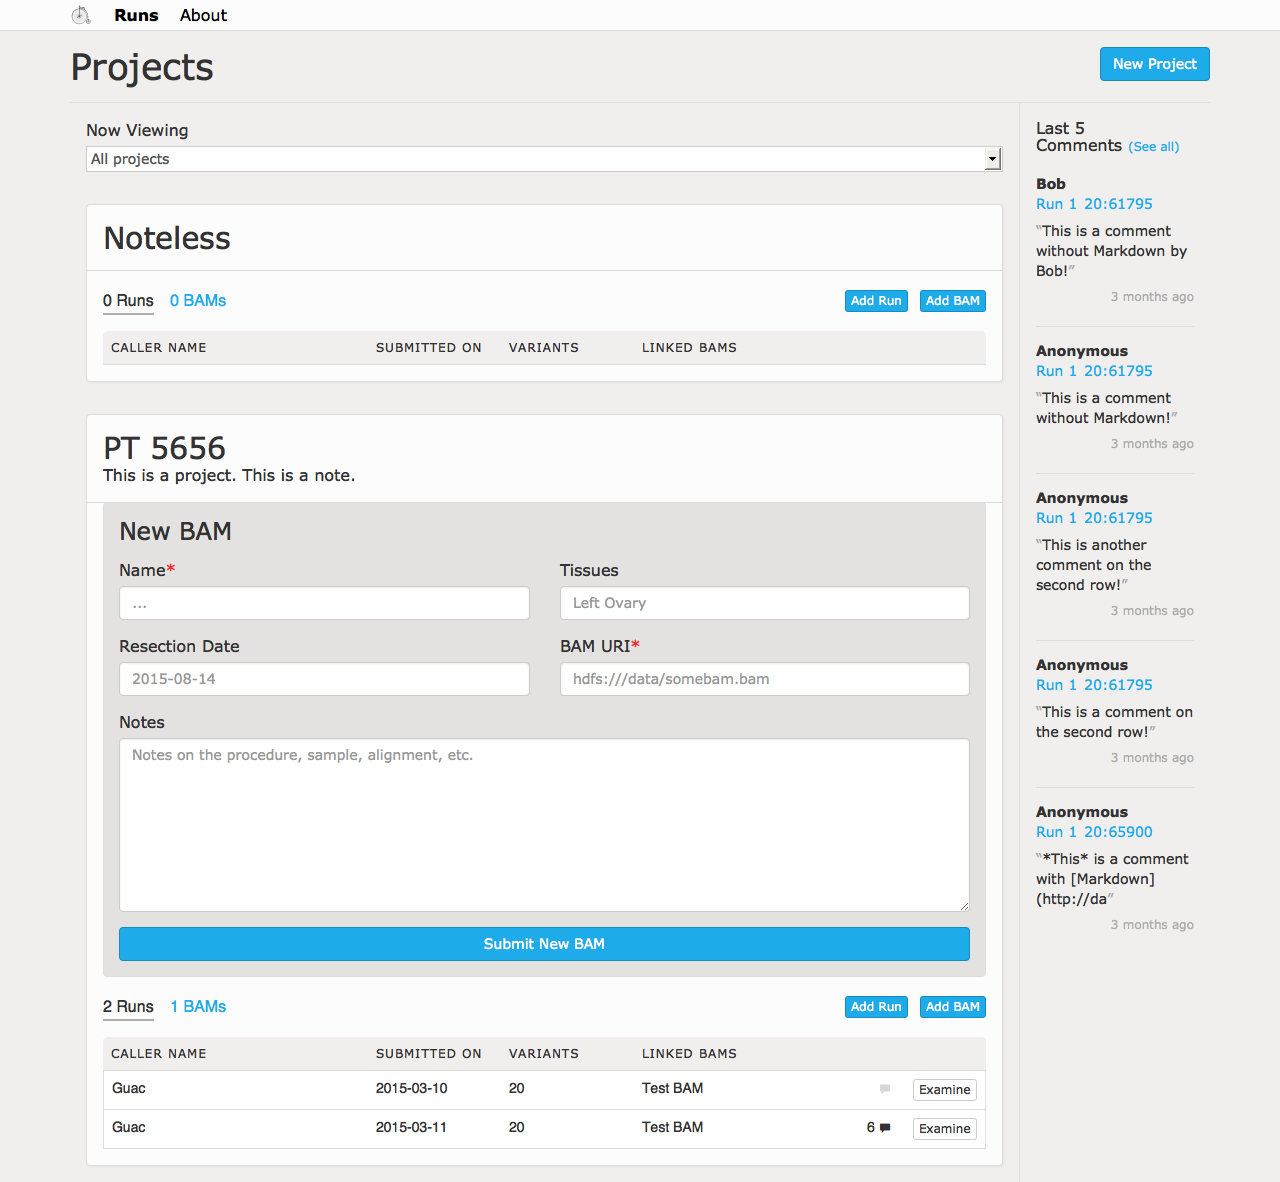 Runs About
Projects
New Project
Now Viewing
All projects
Noteless
0 Runs 0 BAMs Add Run Add BAM
CALLER NAME SUBMITTED ON VARIANTS LINKED BAMS
PT 5656
This is a project. This is a note.
New BAM
Name* Tissues
... Left Ovary
Resection Date BAM URI*
2015-08-14 hdfs:///data/somebam.bam
Notes
Notes on the procedure, sample, alignment, etc.
Submit New BAM
2 Runs 1 BAMs Add Run Add BAM
CALLER NAME SUBMITTED ON VARIANTS LINKED BAMS
Guac 2015-03-10 20 Test BAM Examine
Guac 2015-03-11 20 Test BAM 6 Examine
Last 5
Comments (See all)
Bob
Run 1 20:61795
“This is a comment
without Markdown by
Bob!”
3 months ago
Anonymous
Run 1 20:61795
“This is a comment
without Markdown!”
3 months ago
Anonymous
Run 1 20:61795
“This is another
comment on the
second row!”
3 months ago
Anonymous
Run 1 20:61795
“This is a comment on
the second row!”
3 months ago
Anonymous
Run 1 20:65900
“*This* is a comment
with [Markdown]
(http://da”
3 months ago